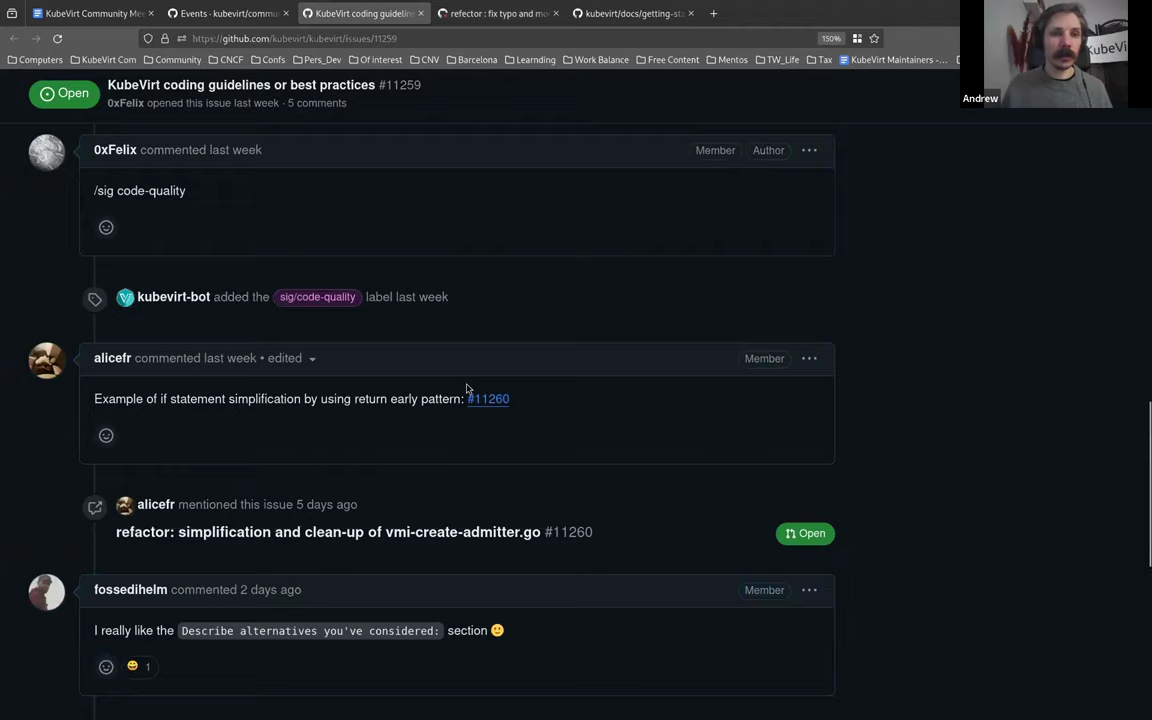 KubeVirt Community Mee
Events · kubevirt/commu
KubeVirt coding guidelin
refactor : fix typo and mo
kubevirt/docs/getting-sta
https://github.com/kubevirt/kubevirt/issues/11259
150%
Computers
KubeVirt Com
Community
CNCF
Confs
Pers_Dev
Of interest
CNV
Barcelona
Learnding
Work Balance
Free Content
Mentos
TW_Life
Tax
KubeVirt Maintainers -…
KubeVi
Andrew
Open
KubeVirt coding guidelines or best practices #11259
0xFelix opened this issue last week · 5 comments
0xFelix commented last week
Member
Author
/sig code-quality
kubevirt-bot added the sig/code-quality label last week
alicefr commented last week • edited
Member
Example of if statement simplification by using return early pattern: #11260
alicefr mentioned this issue 5 days ago
refactor: simplification and clean-up of vmi-create-admitter.go #11260
Open
fossedihelm commented 2 days ago
Member
I really like the Describe alternatives you've considered: section 🙂
😄 1